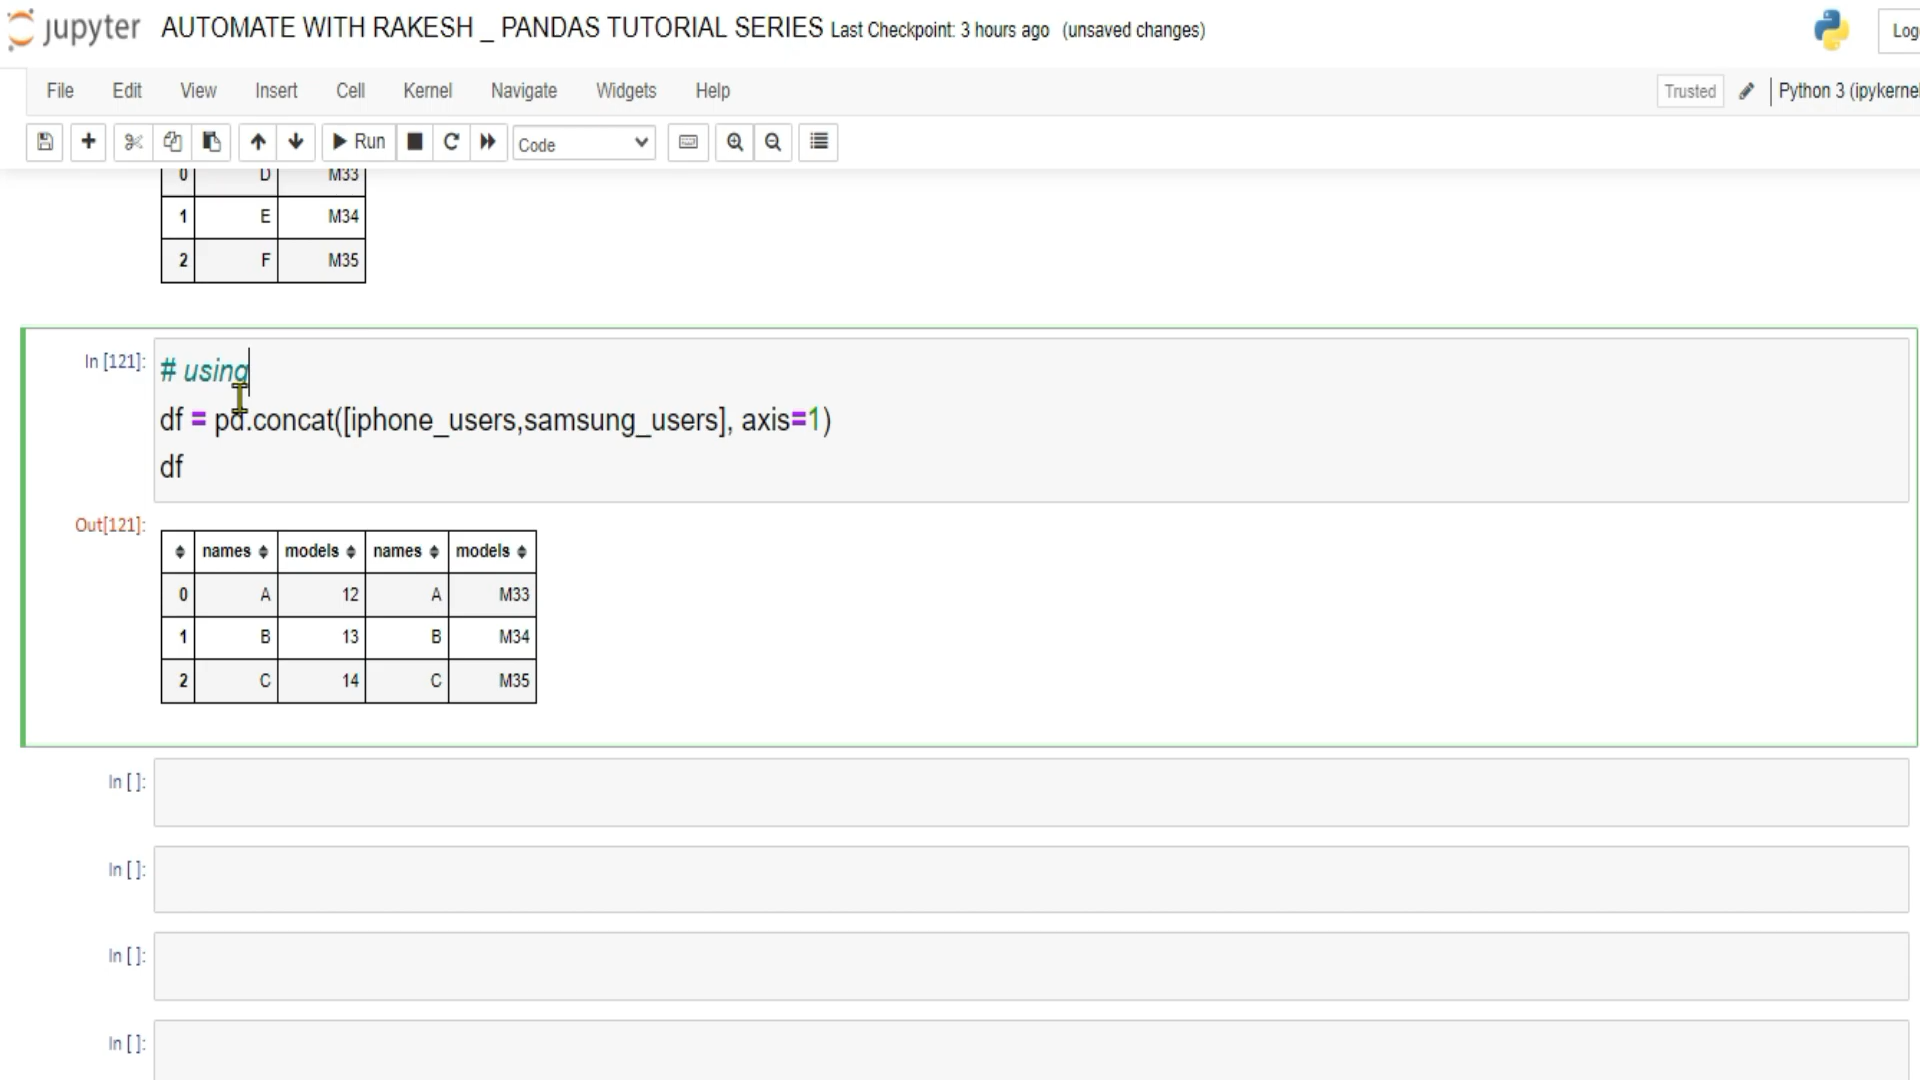 jupyter AUTOMATE WITH RAKESH _ PANDAS TUTORIAL SERIES Last Checkpoint: 3 hours ago (unsaved changes) Log
File Edit View Insert Cell Kernel Navigate Widgets Help Trusted Python 3 (ipykernel
Run Code
0 D M33
1 E M34
2 F M35
In [121]: # using
df = pd.concat([iphone_users,samsung_users], axis=1)
df
Out[121]:
names models names models
0 A 12 A M33
1 B 13 B M34
2 C 14 C M35
In [ ]:
In [ ]:
In [ ]:
In [ ]: